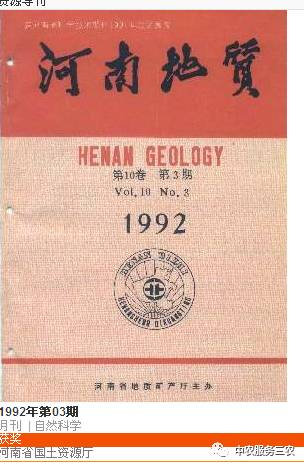 资源导刊
河南地质
HENAN GEOLOGY
第10卷 第3期
Vol.10 No.3
1992
河南省地质矿产厅主办
1992年第03期
月刊 | 自然科学
获奖
河南省国土资源厅
中农服务三农